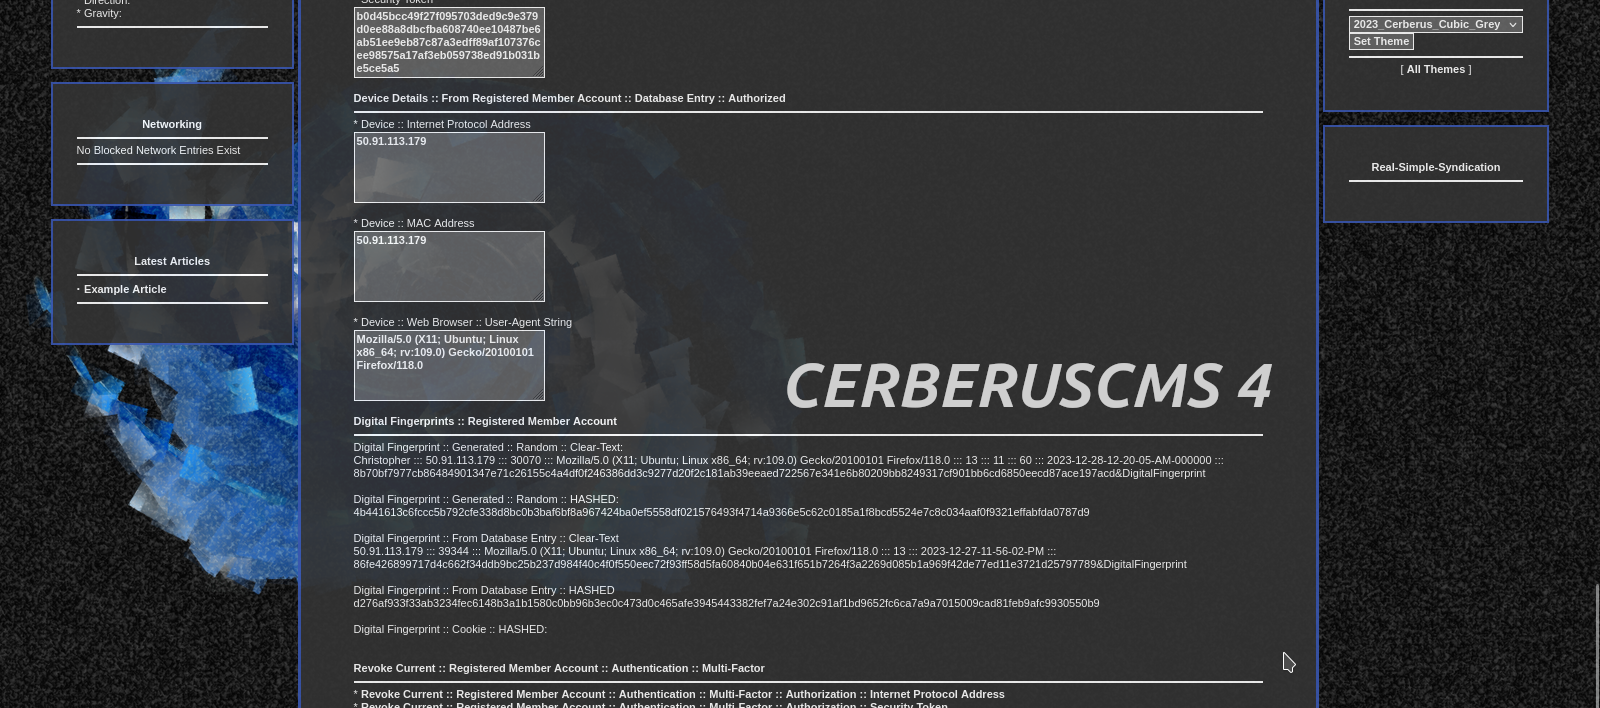 * Direction:
* Gravity:
Networking
No Blocked Network Entries Exist
Latest Articles
· Example Article
* Security Token
b0d45bcc49f27f095703ded9c9e379
d0ee88a8dbcfba608740ee10487be6
ab51ee9eb87c87a3edff89af107376c
ee98575a17af3eb059738ed91b031b
e5ce5a5
Device Details :: From Registered Member Account :: Database Entry :: Authorized
* Device :: Internet Protocol Address
50.91.113.179
* Device :: MAC Address
50.91.113.179
* Device :: Web Browser :: User-Agent String
Mozilla/5.0 (X11; Ubuntu; Linux
x86_64; rv:109.0) Gecko/20100101
Firefox/118.0
CERBERUSCMS 4
Digital Fingerprints :: Registered Member Account
Digital Fingerprint :: Generated :: Random :: Clear-Text:
Christopher ::: 50.91.113.179 ::: 30070 ::: Mozilla/5.0 (X11; Ubuntu; Linux x86_64; rv:109.0) Gecko/20100101 Firefox/118.0 ::: 13 ::: 11 ::: 60 ::: 2023-12-28-12-20-05-AM-000000 :::
8b70bf7977cb86484901347e71c26155c4a4df0f246386dd3c9277d20f2c181ab39eeaed722567e341e6b80209bb8249317cf901bb6cd6850eecd87ace197acd&DigitalFingerprint
Digital Fingerprint :: Generated :: Random :: HASHED:
4b441613c6fccc5b792cfe338d8bc0b3baf6bf8a967424ba0ef5558df021576493f4714a9366e5c62c0185a1f8bcd5524e7c8c034aaf0f9321effabfda0787d9
Digital Fingerprint :: From Database Entry :: Clear-Text
50.91.113.179 ::: 39344 ::: Mozilla/5.0 (X11; Ubuntu; Linux x86_64; rv:109.0) Gecko/20100101 Firefox/118.0 ::: 13 ::: 2023-12-27-11-56-02-PM :::
86fe426899717d4c662f34ddb9bc25b237d984f40c4f0f550eec72f93ff58d5fa60840b04e631f651b7264f3a2269d085b1a969f42de77ed11e3721d25797789&DigitalFingerprint
Digital Fingerprint :: From Database Entry :: HASHED
d276af933f33ab3234fec6148b3a1b1580c0bb96b3ec0c473d0c465afe3945443382fef7a24e302c91af1bd9652fc6ca7a9a7015009cad81feb9afc9930550b9
Digital Fingerprint :: Cookie :: HASHED:
Revoke Current :: Registered Member Account :: Authentication :: Multi-Factor
* Revoke Current :: Registered Member Account :: Authentication :: Multi-Factor :: Authorization :: Internet Protocol Address
* Revoke Current :: Registered Member Account :: Authentication :: Multi-Factor :: Authorization :: Security Token
2023_Cerberus_Cubic_Grey
Set Theme
[ All Themes ]
Real-Simple-Syndication